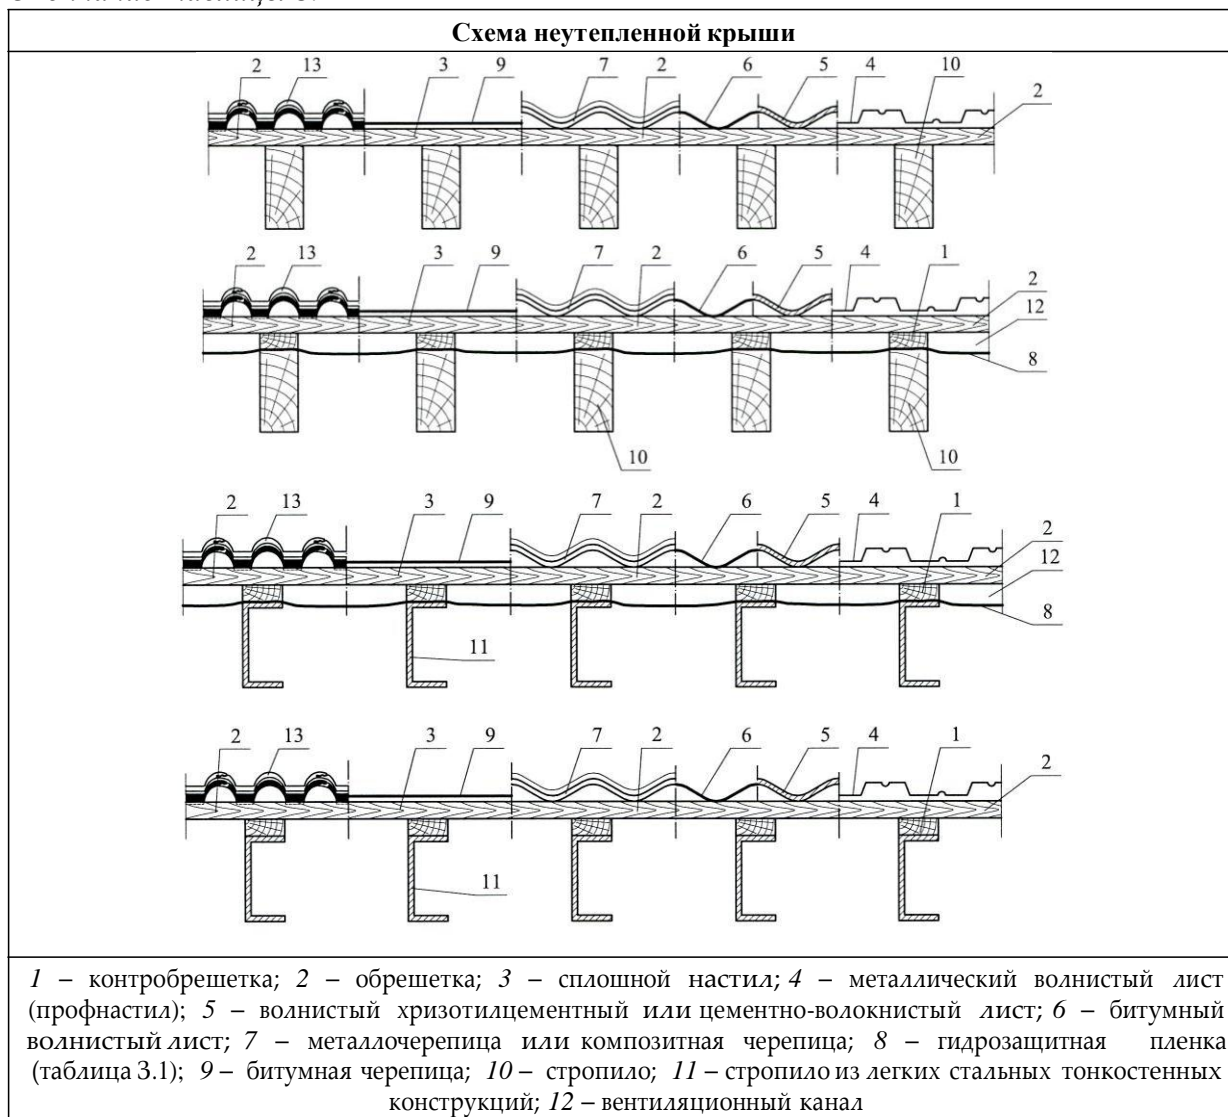 Схема неутепленной крыши
2 13 3 9 7 2 6 5 4 10 2
2 13 3 9 7 2 6 5 4 1 2
12
8
10 10
2 13 3 9 7 2 6 5 4 1 2
12
8
11
2 13 3 9 7 2 6 5 4 1 2
11
1 – контробрешетка; 2 – обрешетка; 3 – сплошной настил; 4 – металлический волнистый лист
(профнастил); 5 – волнистый хризотилцементный или цементно-волокнистый лист; 6 – битумный
волнистый лист; 7 – металлочерепица или композитная черепица; 8 – гидрозащитная пленка
(таблица 3.1); 9 – битумная черепица; 10 – стропило; 11 – стропило из легких стальных тонкостенных
конструкций; 12 – вентиляционный канал